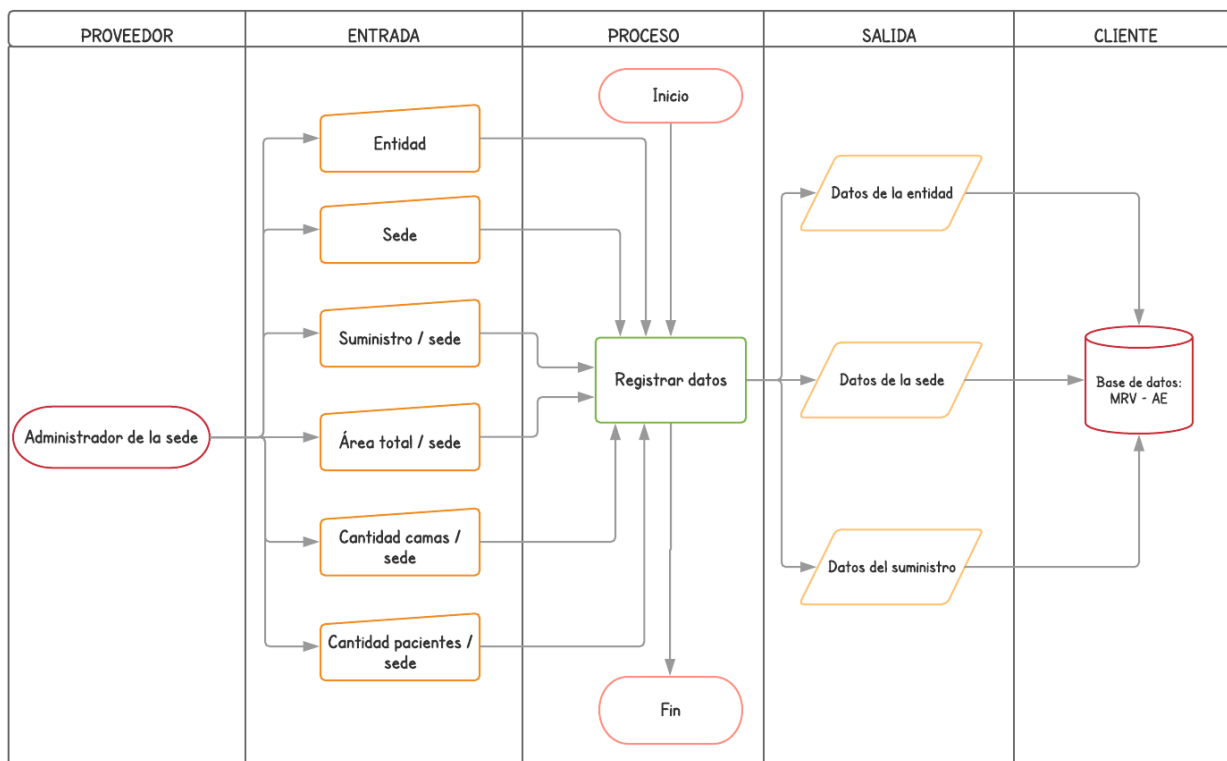 PROVEEDOR
ENTRADA
PROCESO
SALIDA
CLIENTE
Administrador de la sede
Entidad
Sede
Suministro / sede
Área total / sede
Cantidad camas /
sede
Cantidad pacientes /
sede
Inicio
Registrar datos
Fin
Datos de la entidad
Datos de la sede
Datos del suministro
Base de datos:
MRV - AE